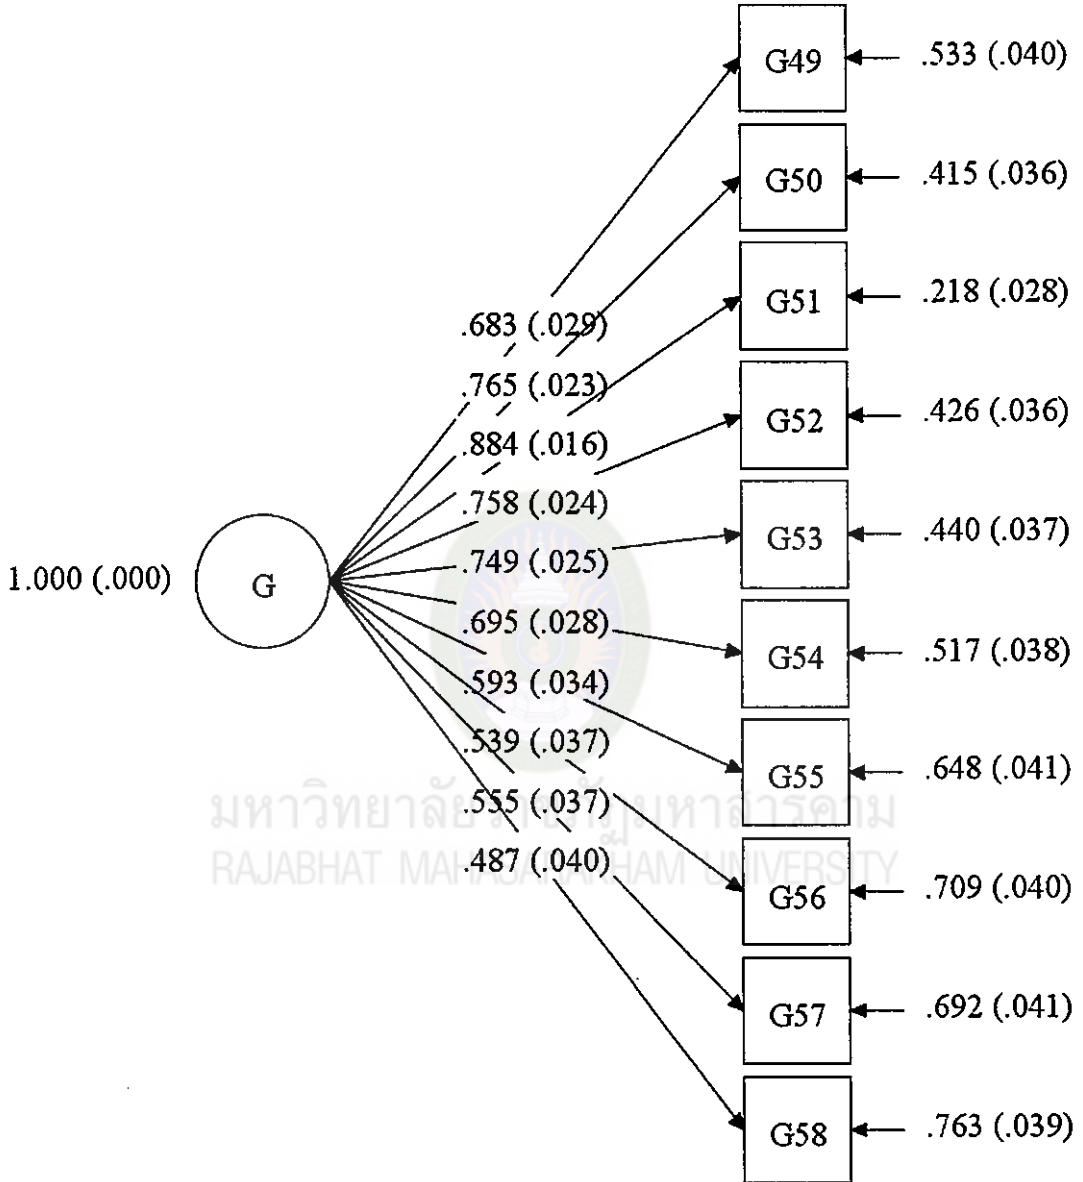 G49 .533 (.040)
G50 .415 (.036)
G51 .218 (.028)
.683 (.029)
.765 (.023)
G52 .426 (.036)
.884 (.016)
.758 (.024)
G53 .440 (.037)
.749 (.025)
1.000 (.000) G
.695 (.028)
G54 .517 (.038)
.593 (.034)
.539 (.037)
G55 .648 (.041)
.555 (.037)
มหาวิทยาลัยราชภัฏมหาสารคาม
.487 (.040)
RAJABHAT MAHASARAKHAM UNIVERSITY
G56 .709 (.040)
G57 .692 (.041)
G58 .763 (.039)